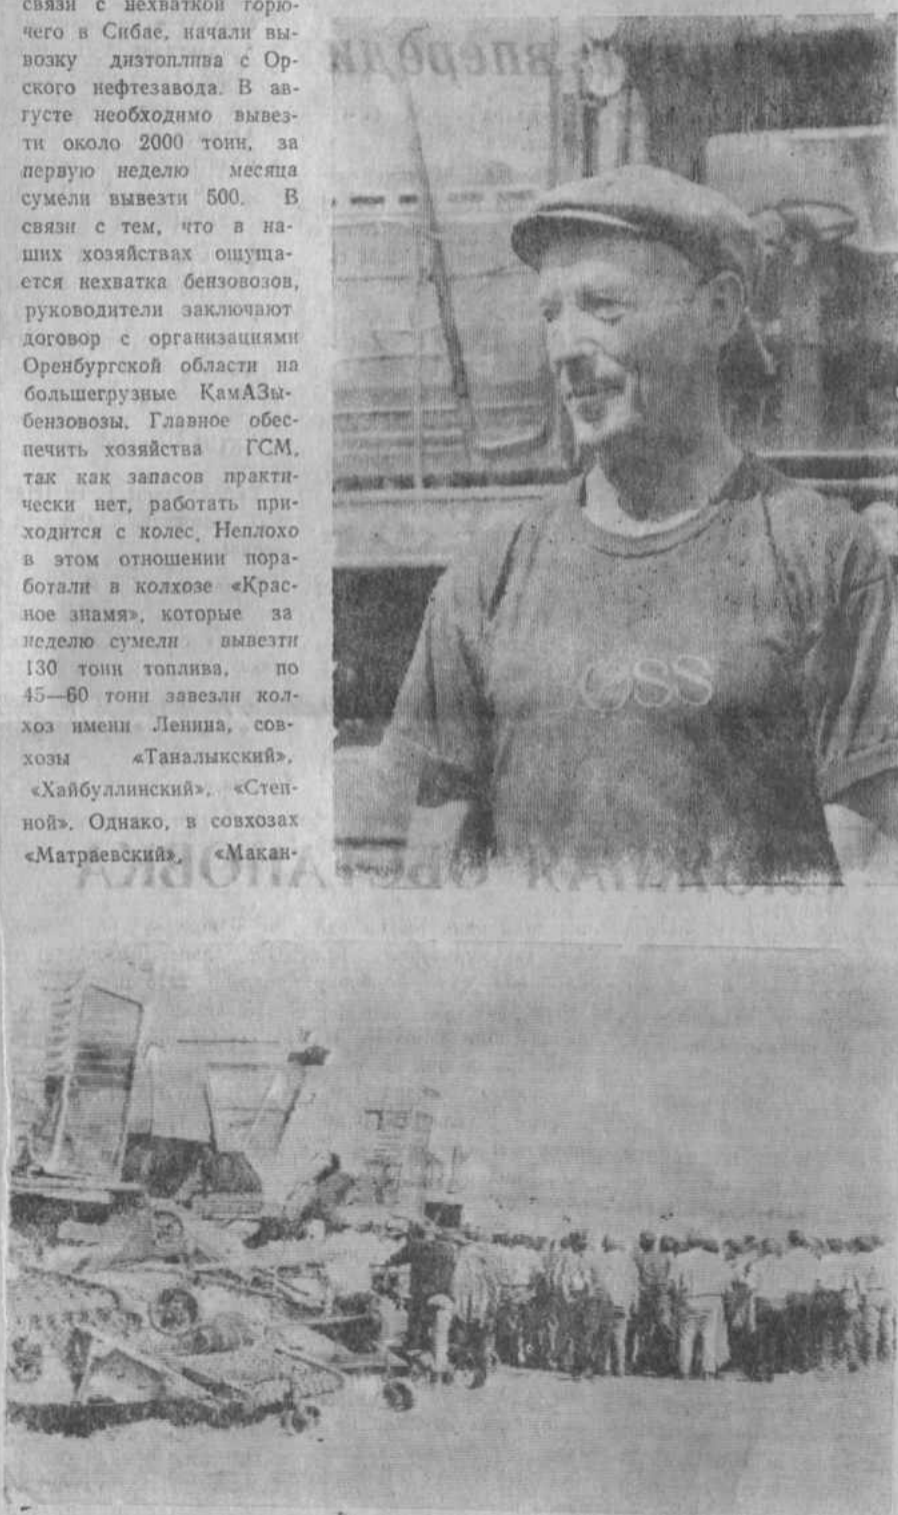 связи с нехваткой горю-
чего в Сибае, начали вы-
возку дизтоплива с Ор-
ского нефтезавода. В ав-
густе необходимо вывез-
ти около 2000 тонн, за
первую неделю месяца
сумели вывезти 500. В
связи с тем, что в на-
ших хозяйствах ощуща-
ется нехватка бензовозов,
руководители заключают
договор с организациями
Оренбургской области на
большегрузные КамАЗы-
бензовозы. Главное обес-
печить хозяйства ГСМ,
так как запасов практи-
чески нет, работать при-
ходится с колес. Неплохо
в этом отношении пора-
ботали в колхозе «Крас-
ное знамя», которые за
неделю сумели вывезти
130 тонн топлива, по
45—60 тонн завезли кол-
хоз имени Ленина, сов-
хозы «Таналыкский»,
«Хайбуллинский», «Степ-
ной». Однако, в совхозах
«Матраевский», «Макан-
BOSS
впереди
ОБСТАНОВКА